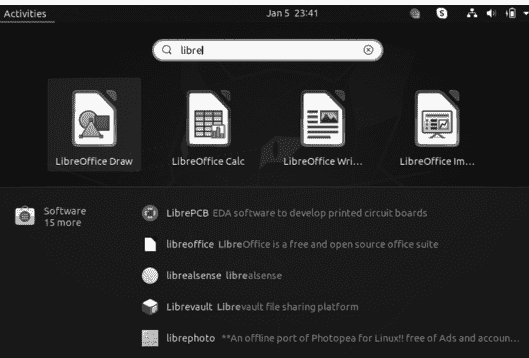 Activities
Jan 5 23:41
libre
LibreOffice Draw
LibreOffice Calc
LibreOffice Wri...
LibreOffice Im...
Software
15 more
LibrePCB EDA software to develop printed circuit boards
libreoffice LibreOffice is a free and open source office suite
librealsense librealsense
Librevault Librevault file sharing platform
librephoto **An offline port of Photopea for Linux!! free of Ads and accoun...